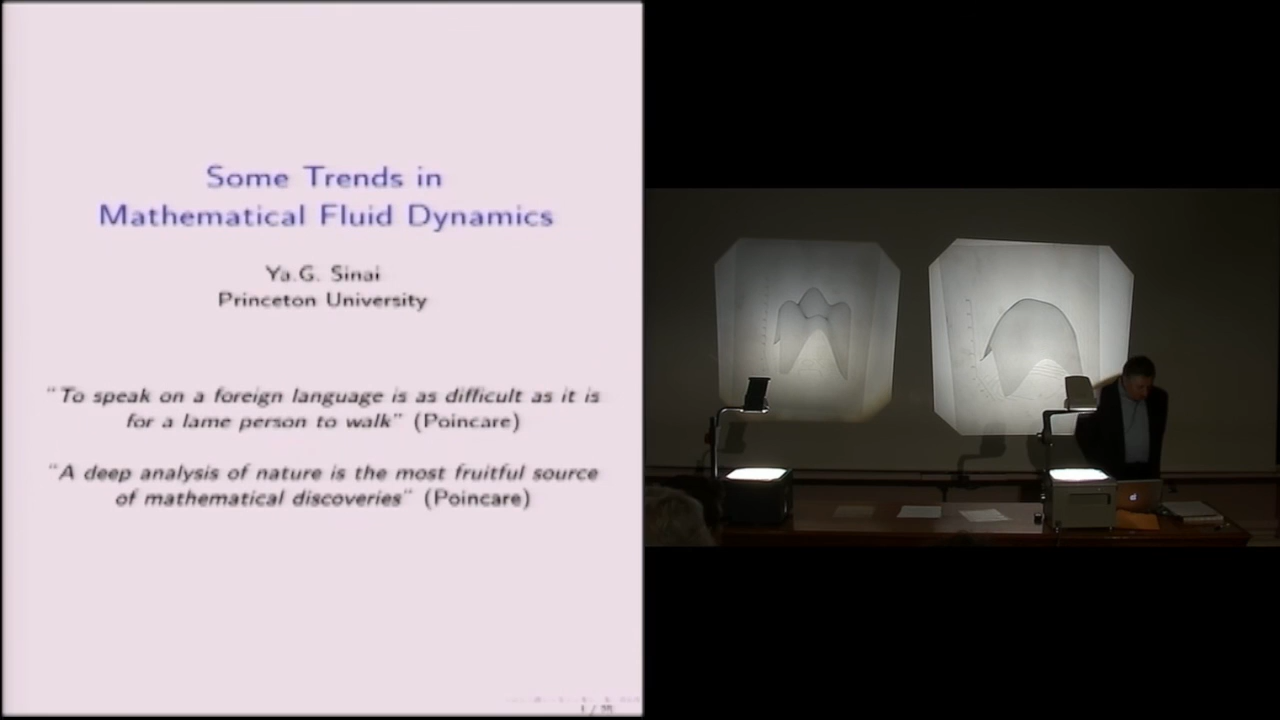 Some Trends in
Mathematical Fluid Dynamics
Ya.G. Sinai
Princeton University
"To speak on a foreign language is as difficult as it is
for a lame person to walk" (Poincare)
"A deep analysis of nature is the most fruitful source
of mathematical discoveries" (Poincare)